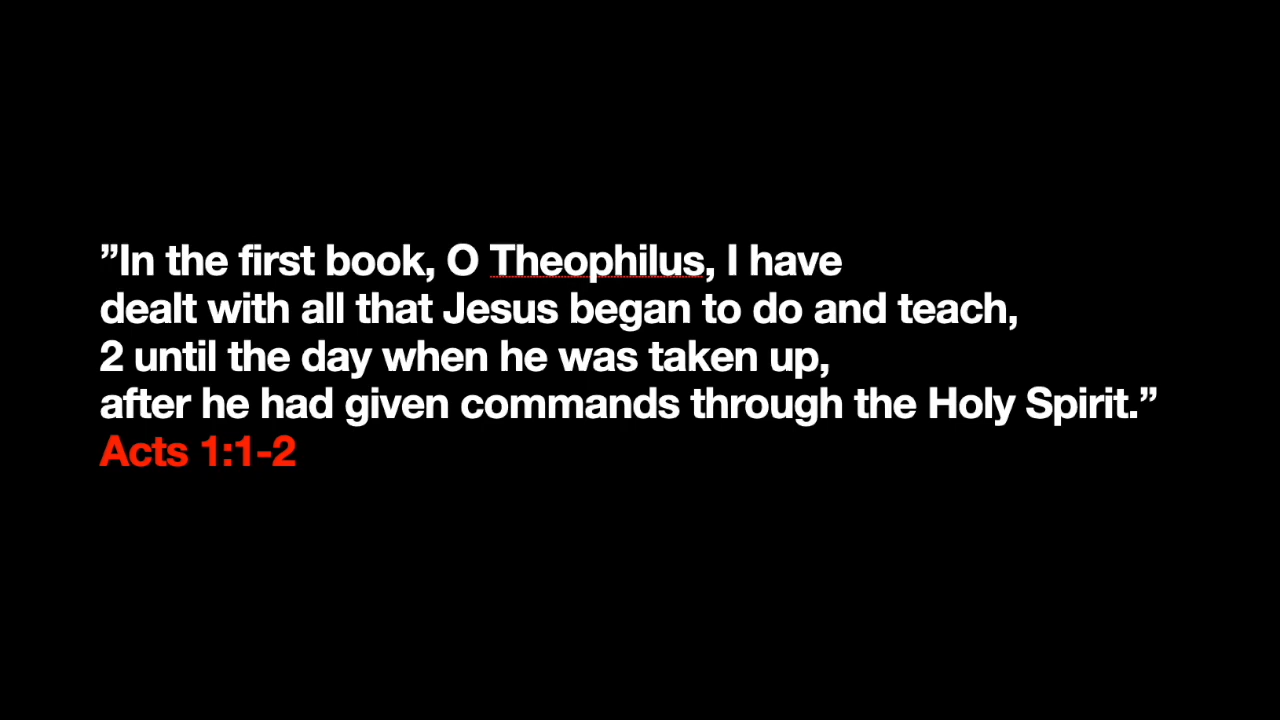 ”In the first book, O Theophilus, I have
dealt with all that Jesus began to do and teach,
2 until the day when he was taken up,
after he had given commands through the Holy Spirit.”
Acts 1:1-2